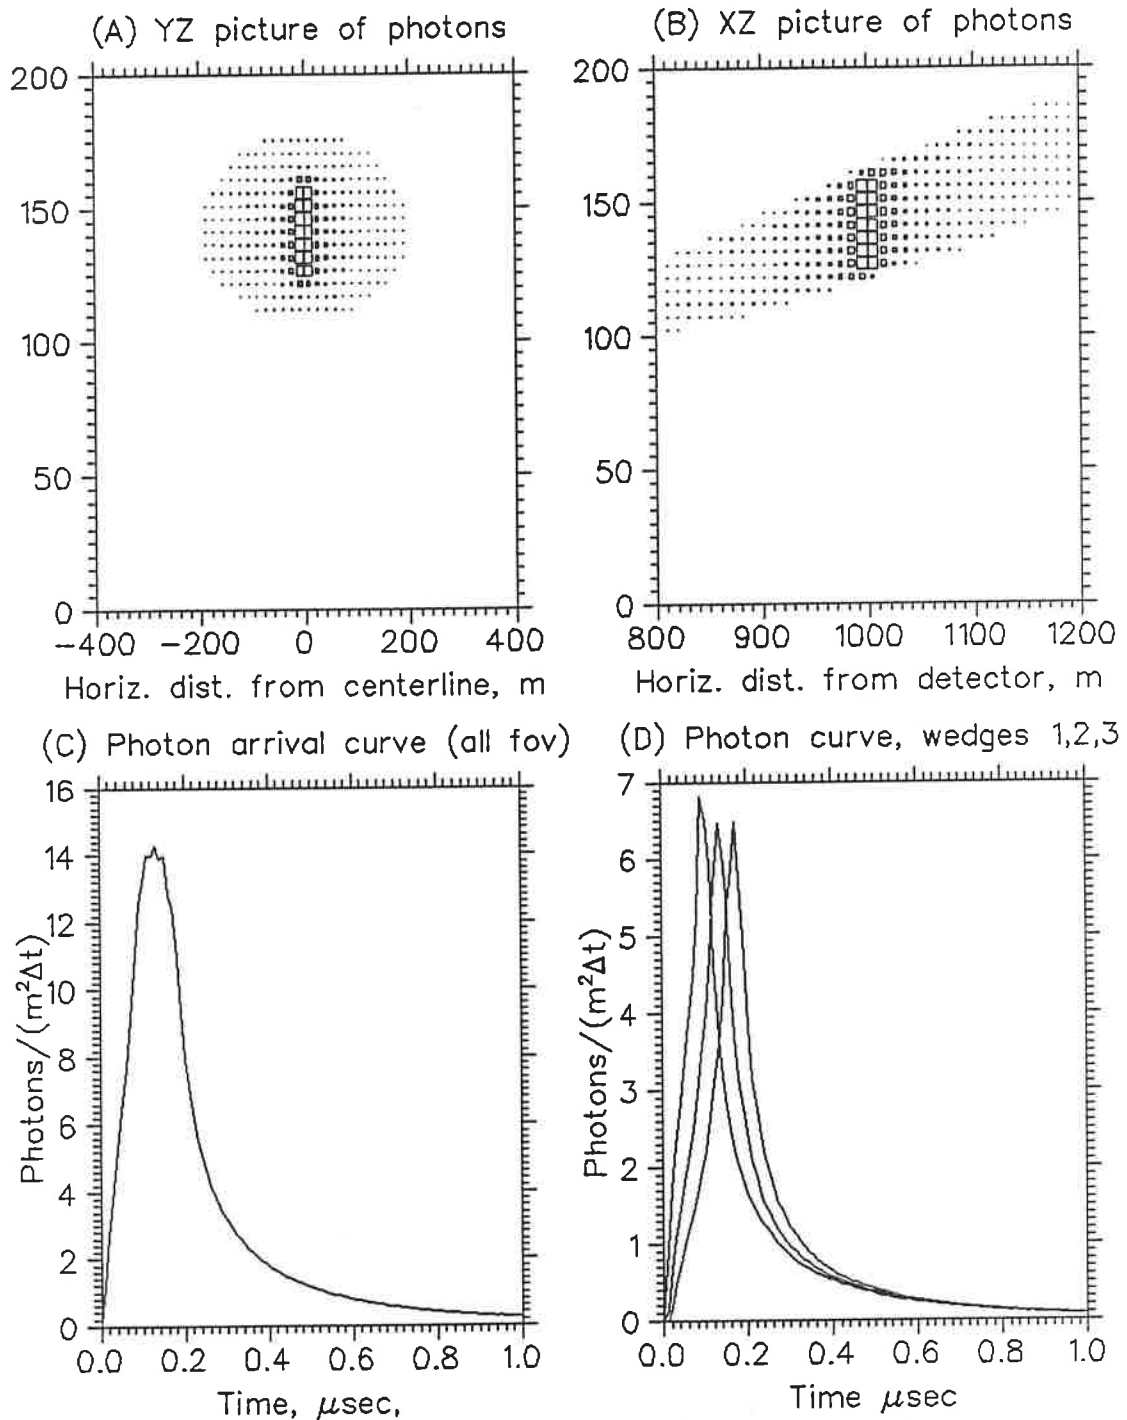 (A) YZ picture of photons
200
150
100
50
0
−400 −200 0 200 400
Horiz. dist. from centerline, m
(B) XZ picture of photons
200
150
100
50
0
800 900 1000 1100 1200
Horiz. dist. from detector, m
(C) Photon arrival curve (all fov)
16
14
12
10
8
6
4
2
0
Photons/(m²Δt)
0.0 0.2 0.4 0.6 0.8 1.0
Time, μsec,
(D) Photon curve, wedges 1,2,3
7
6
5
4
3
2
1
0
Photons/(m²Δt)
0.0 0.2 0.4 0.6 0.8 1.0
Time μsec